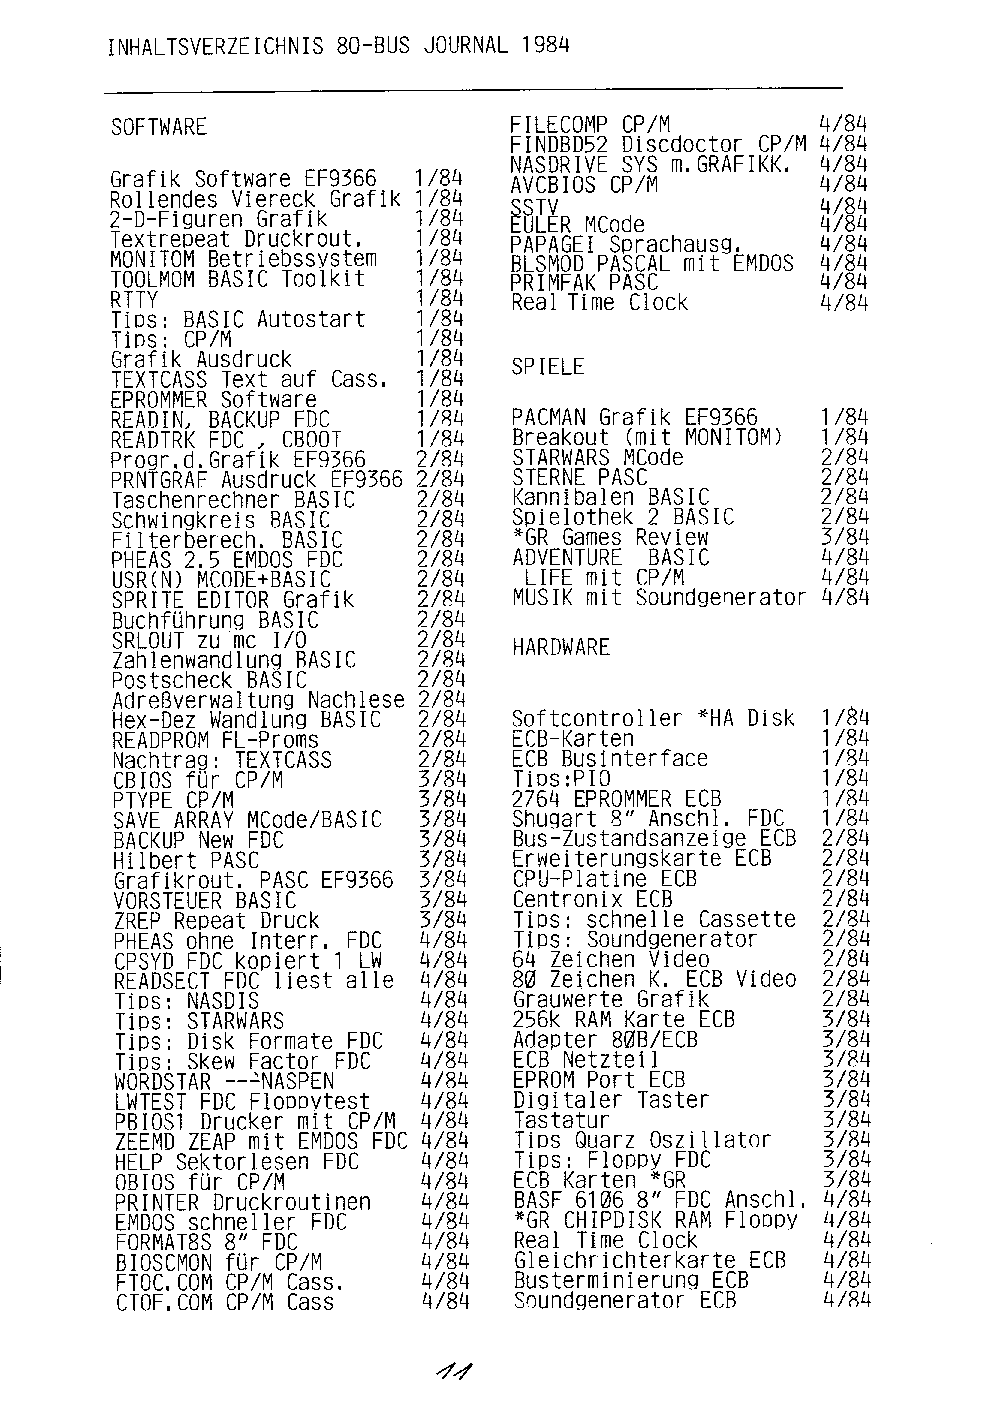 INHALTSVERZEICHNIS 80-BUS JOURNAL 1984
SOFTWARE
Grafik Software EF9366 1/84
Rollendes Viereck Grafik 1/84
2-D-Figuren Grafik 1/84
Textrepeat Druckrout. 1/84
MONITOM Betriebssystem 1/84
TOOLMOM BASIC Toolkit 1/84
RTTY 1/84
Tips: BASIC Autostart 1/84
Tips: CP/M 1/84
Grafik Ausdruck 1/84
TEXTCASS Text auf Cass. 1/84
EPROMMER Software 1/84
READIN, BACKUP FDC 1/84
READTRK FDC , CBOOT 1/84
Progr.d.Grafik EF9366 2/84
PRNTGRAF Ausdruck EF9366 2/84
Taschenrechner BASIC 2/84
Schwingkreis BASIC 2/84
Filterberech. BASIC 2/84
PHEAS 2.5 EMDOS FDC 2/84
USR(N) MCODE+BASIC 2/84
SPRITE EDITOR Grafik 2/84
Buchführung BASIC 2/84
SRLOUT zu mc I/O 2/84
Zahlenwandlung BASIC 2/84
Postscheck BASIC 2/84
Adreßverwaltung Nachlese 2/84
Hex-Dez Wandlung BASIC 2/84
READPROM FL-Proms 2/84
Nachtrag: TEXTCASS 2/84
CBIOS für CP/M 3/84
PTYPE CP/M 3/84
SAVE ARRAY MCode/BASIC 3/84
BACKUP New FDC 3/84
Hilbert PASC 3/84
Grafikrout. PASC EF9366 3/84
VORSTEUER BASIC 3/84
ZREP Repeat Druck 3/84
PHEAS ohne Interr. FDC 4/84
CPSYD FDC kopiert 1 LW 4/84
READSECT FDC liest alle 4/84
Tips: NASDIS 4/84
Tips: STARWARS 4/84
Tips: Disk Formate FDC 4/84
Tips: Skew Factor FDC 4/84
WORDSTAR ---NASPEN 4/84
LWTEST FDC Floppytest 4/84
PBIOS1 Drucker mit CP/M 4/84
ZEEMD ZEAP mit EMDOS FDC 4/84
HELP Sektorlesen FDC 4/84
OBIOS für CP/M 4/84
PRINTER Druckroutinen 4/84
EMDOS schneller FDC 4/84
FORMAT8S 8" FDC 4/84
BIOSCMON für CP/M 4/84
FTOC.COM CP/M Cass. 4/84
CTOF.COM CP/M Cass 4/84
FILECOMP CP/M 4/84
FINDBD52 Discdoctor CP/M 4/84
NASDRIVE SYS m.GRAFIKK. 4/84
AVCBIOS CP/M 4/84
SSTV 4/84
EULER MCode 4/84
PAPAGEI Sprachausg. 4/84
BLSMOD PASCAL mit EMDOS 4/84
PRIMFAK PASC 4/84
Real Time Clock 4/84
SPIELE
PACMAN Grafik EF9366 1/84
Breakout (mit MONITOM) 1/84
STARWARS MCode 2/84
STERNE PASC 2/84
Kannibalen BASIC 2/84
Spielothek 2 BASIC 2/84
*GR Games Review 3/84
ADVENTURE BASIC 4/84
LIFE mit CP/M 4/84
MUSIK mit Soundgenerator 4/84
HARDWARE
Softcontroller *HA Disk 1/84
ECB-Karten 1/84
ECB Businterface 1/84
Tips:PIO 1/84
2764 EPROMMER ECB 1/84
Shugart 8" Anschl. FDC 1/84
Bus-Zustandsanzeige ECB 2/84
Erweiterungskarte ECB 2/84
CPU-Platine ECB 2/84
Centronix ECB 2/84
Tips: schnelle Cassette 2/84
Tips: Soundgenerator 2/84
64 Zeichen Video 2/84
80 Zeichen K. ECB Video 2/84
Grauwerte Grafik 2/84
256k RAM Karte ECB 3/84
Adapter 80B/ECB 3/84
ECB Netzteil 3/84
EPROM Port ECB 3/84
Digitaler Taster 3/84
Tastatur 3/84
Tips Quarz Oszillator 3/84
Tips: Floppy FDC 3/84
ECB Karten *GR 3/84
BASF 6106 8" FDC Anschl. 4/84
*GR CHIPDISK RAM Floppy 4/84
Real Time Clock 4/84
Gleichrichterkarte ECB 4/84
Busterminierung ECB 4/84
Soundgenerator ECB 4/84
11